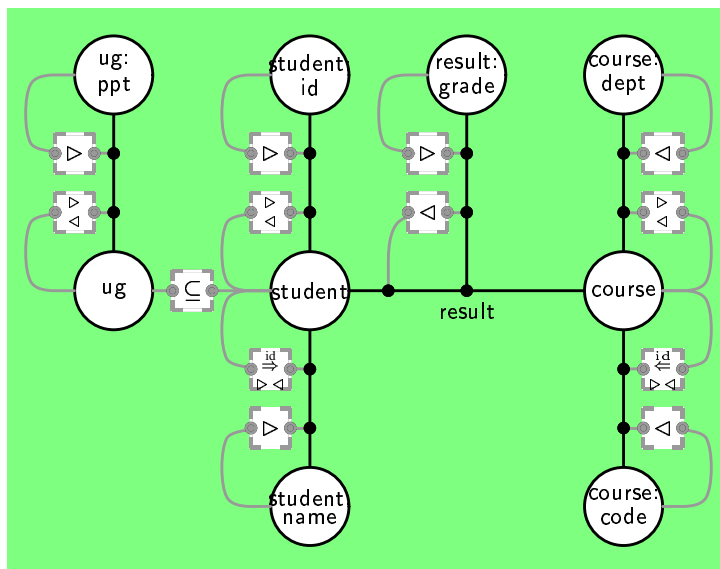 ug:
ppt
student:
id
result:
grade
course:
dept
▷
▷
▷
◁
▷
◁
▷
◁
◁
▷
◁
ug
⊆
student
course
result
id
⇒
▷ ◁
id
⇐
▷ ◁
▷
◁
student
name
course:
code